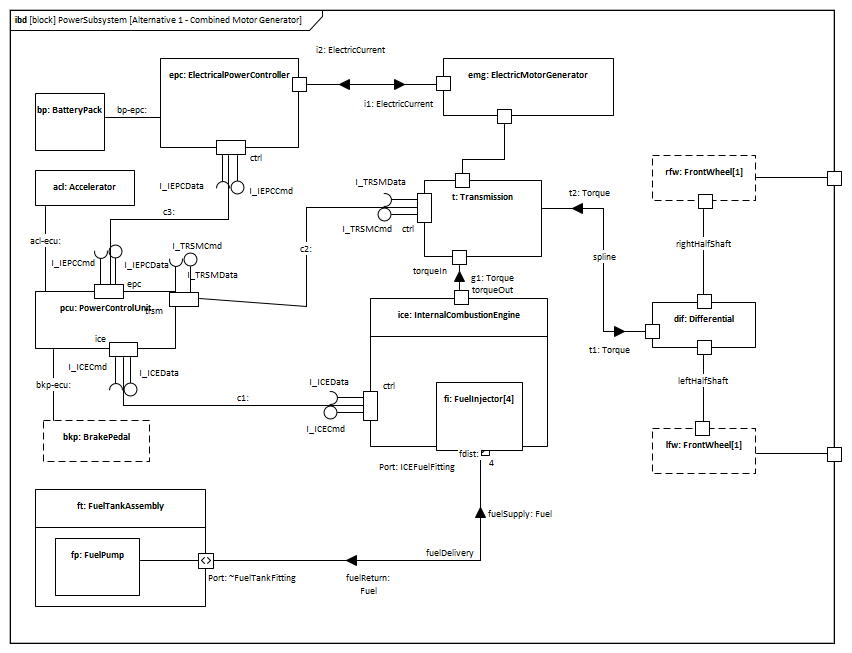 ibd [block] PowerSubsystem [Alternative 1 - Combined Motor Generator]
i2: ElectricCurrent
epc: ElectricalPowerController
emg: ElectricMotorGenerator
i1: ElectricCurrent
bp: BatteryPack
bp-epc:
ctrl
rfw: FrontWheel[1]
acl: Accelerator
I_IEPCData
I_IEPCCmd
I_TRSMData
t: Transmission
t2: Torque
c3:
I_TRSMCmd
ctrl
acl-ecu:
I_TRSMCmd
c2:
rightHalfShaft
I_IEPCCmd
I_IEPCData
spline
I_TRSMData
torqueIn
g1: Torque
epc
torqueOut
pcu: PowerControlUnit
trsm
ice: InternalCombustionEngine
dif: Differential
ice
t1: Torque
I_ICECmd
I_ICEData
bkp-ecu:
I_ICEData
ctrl
leftHalfShaft
c1:
fi: FuelInjector[4]
I_ICECmd
bkp: BrakePedal
lfw: FrontWheel[1]
fdist:
Port: ICEFuelFitting
4
ft: FuelTankAssembly
fuelSupply: Fuel
fp: FuelPump
fuelDelivery
<>
Port: ~FuelTankFitting
fuelReturn:
Fuel